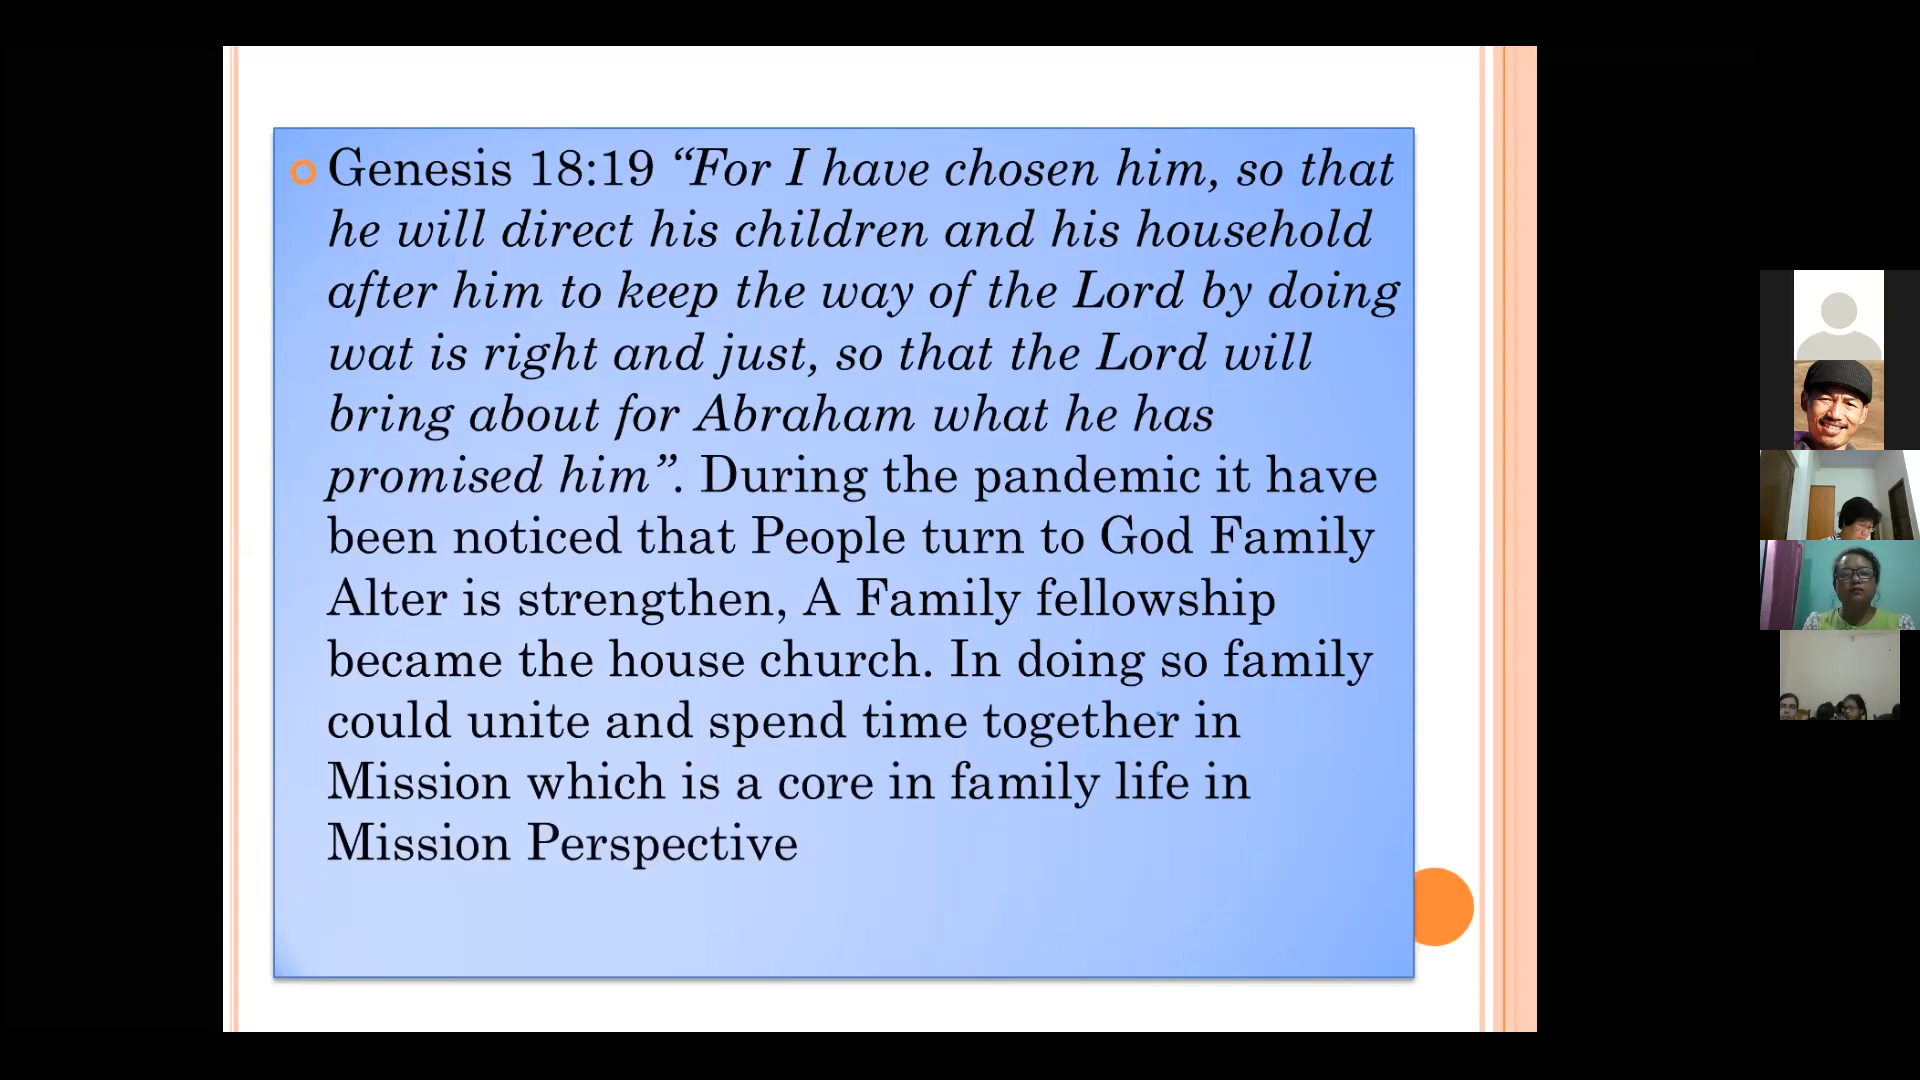 Genesis 18:19 “For I have chosen him, so that
he will direct his children and his household
after him to keep the way of the Lord by doing
wat is right and just, so that the Lord will
bring about for Abraham what he has
promised him”. During the pandemic it have
been noticed that People turn to God Family
Alter is strengthen, A Family fellowship
became the house church. In doing so family
could unite and spend time together in
Mission which is a core in family life in
Mission Perspective